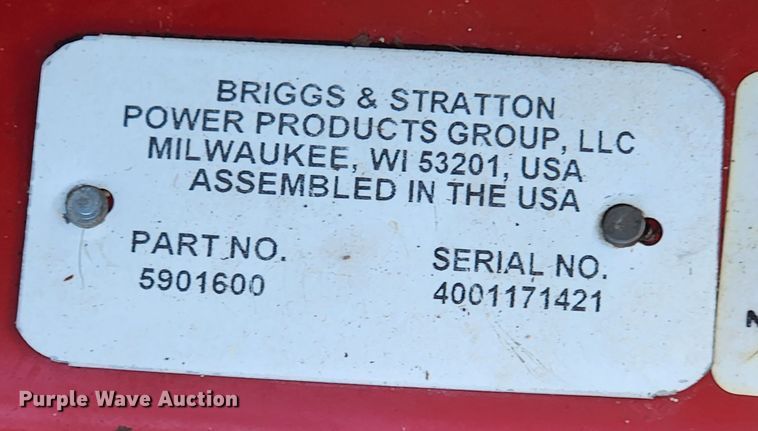 BRIGGS & STRATTON
POWER PRODUCTS GROUP, LLC
MILWAUKEE, WI 53201, USA
ASSEMBLED IN THE USA
PART NO.
5901600
SERIAL NO.
4001171421
Purple Wave Auction